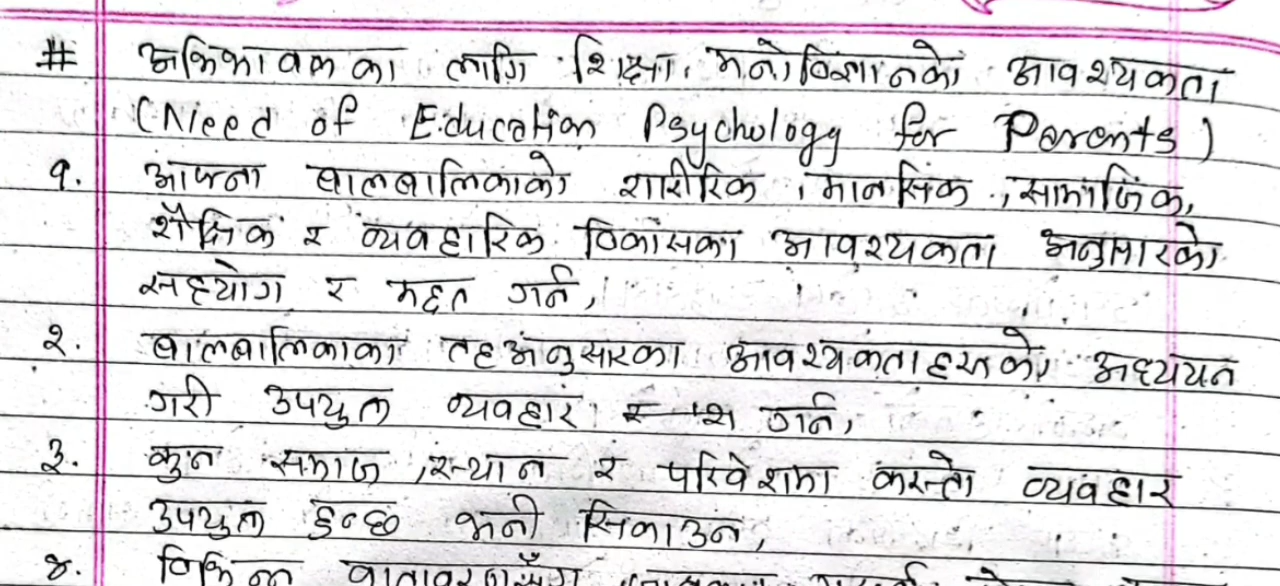 # अभिभावकका लागि शिक्षा मनोविज्ञानको आवश्यकता
(Need of Education Psychology for Parents)
१. आफ्ना बालबालिकाको शारीरिक, मानसिक, सामाजिक,
शैक्षिक र व्यवहारिक विकासका आवश्यकता अनुसारको
सहयोग र मद्दत गर्न,
२. बालबालिकाका तह अनुसारका आवश्यकताहरूको अध्ययन
गरी उपयुक्त व्यवहार गर्न,
३. कुन समाज, स्थान र परिवेशमा कस्तो व्यवहार
उपयुक्त हुन्छ भनी सिकाउन,
४. विभिन्न